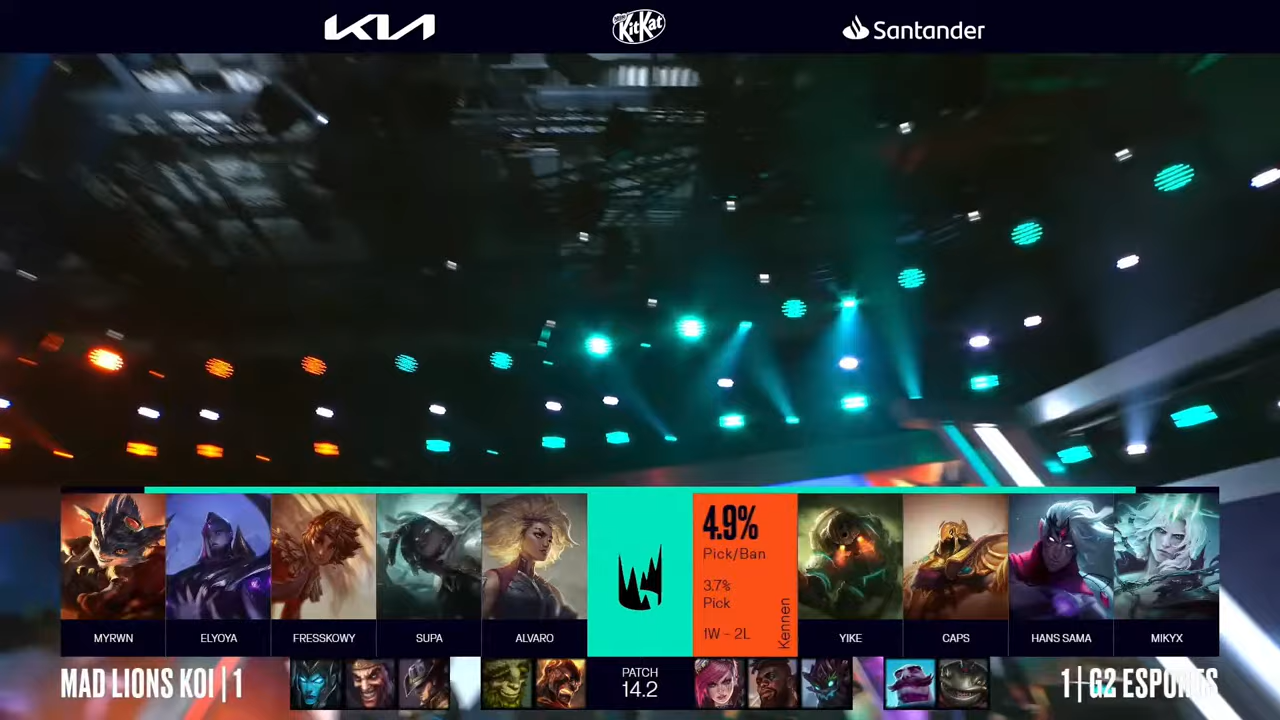 KIA
Nestlé KitKat
Santander
4.9%
Pick/Ban
3.7%
Pick
1W - 2L
Kennen
MYRWN
ELYOYA
FRESSKOWY
SUPA
ALVARO
YIKE
CAPS
HANS SAMA
MIKYX
MAD LIONS KOI | 1
PATCH
14.2
1 | G2 ESPORTS